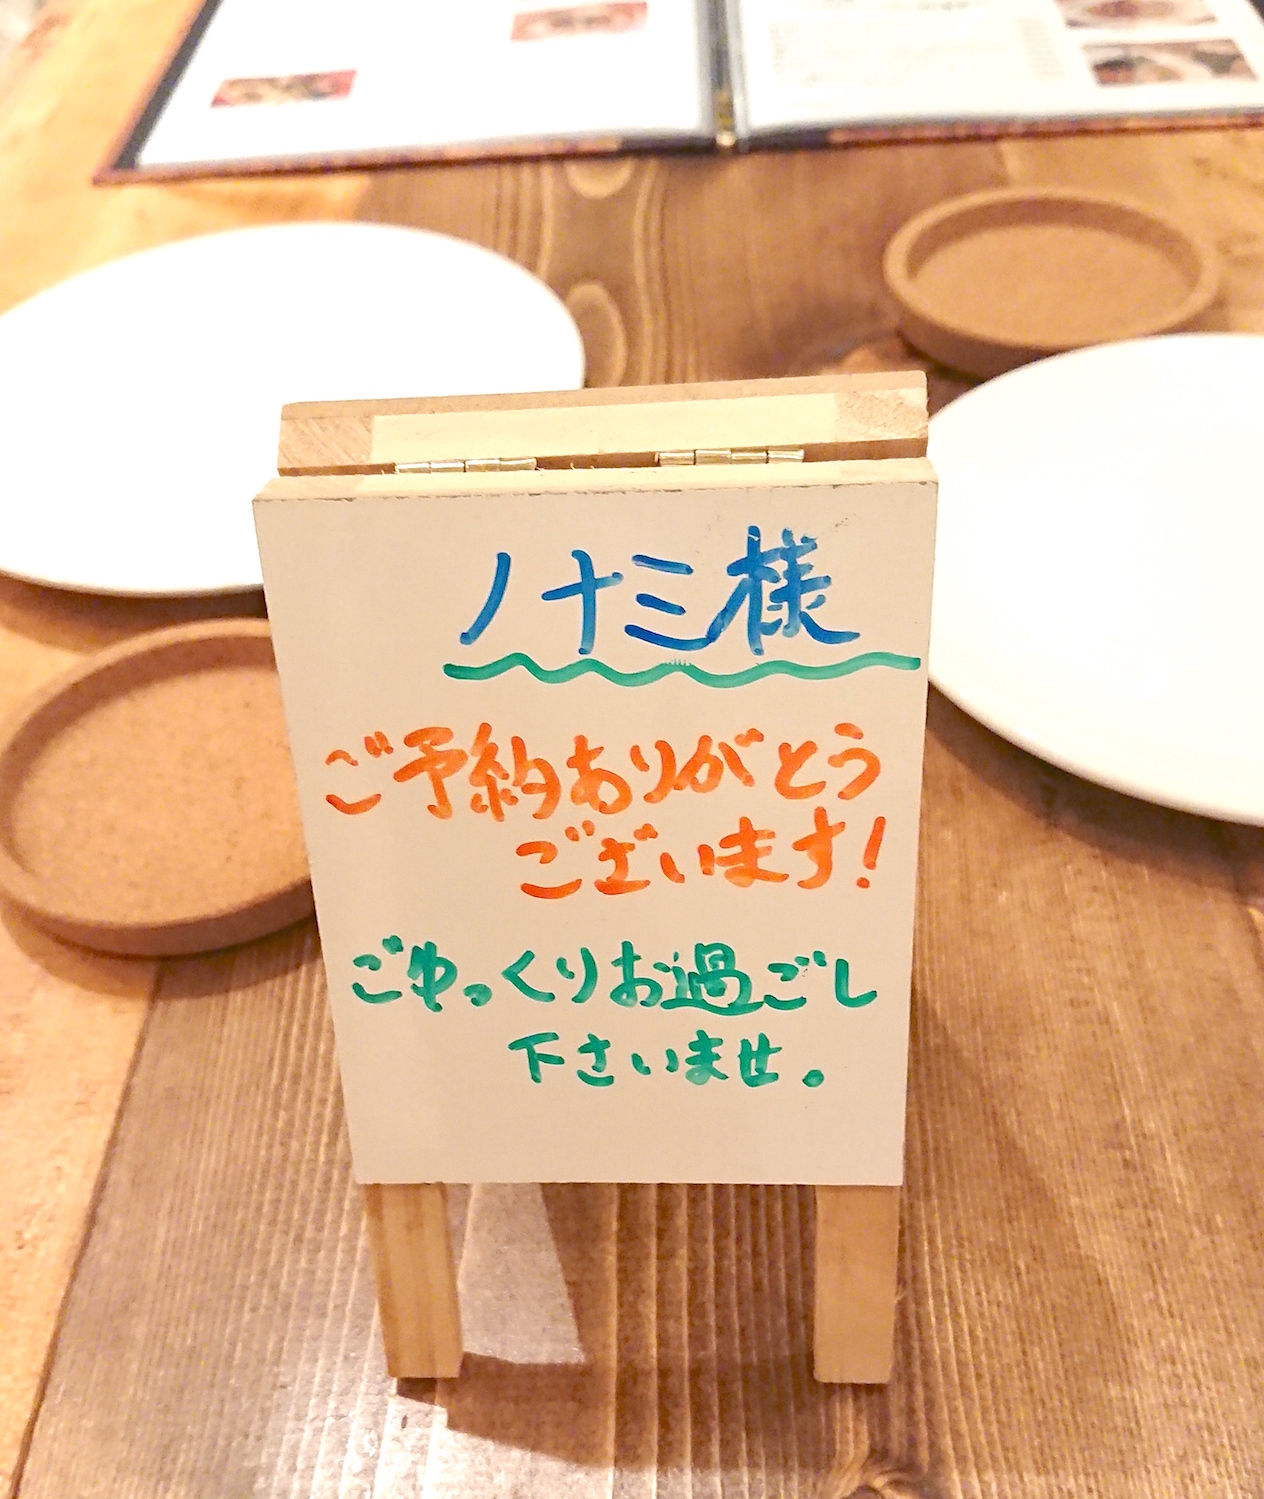 ノナミ様
ご予約ありがとう
ございます!
ごゆっくりお過ごし
下さいませ。